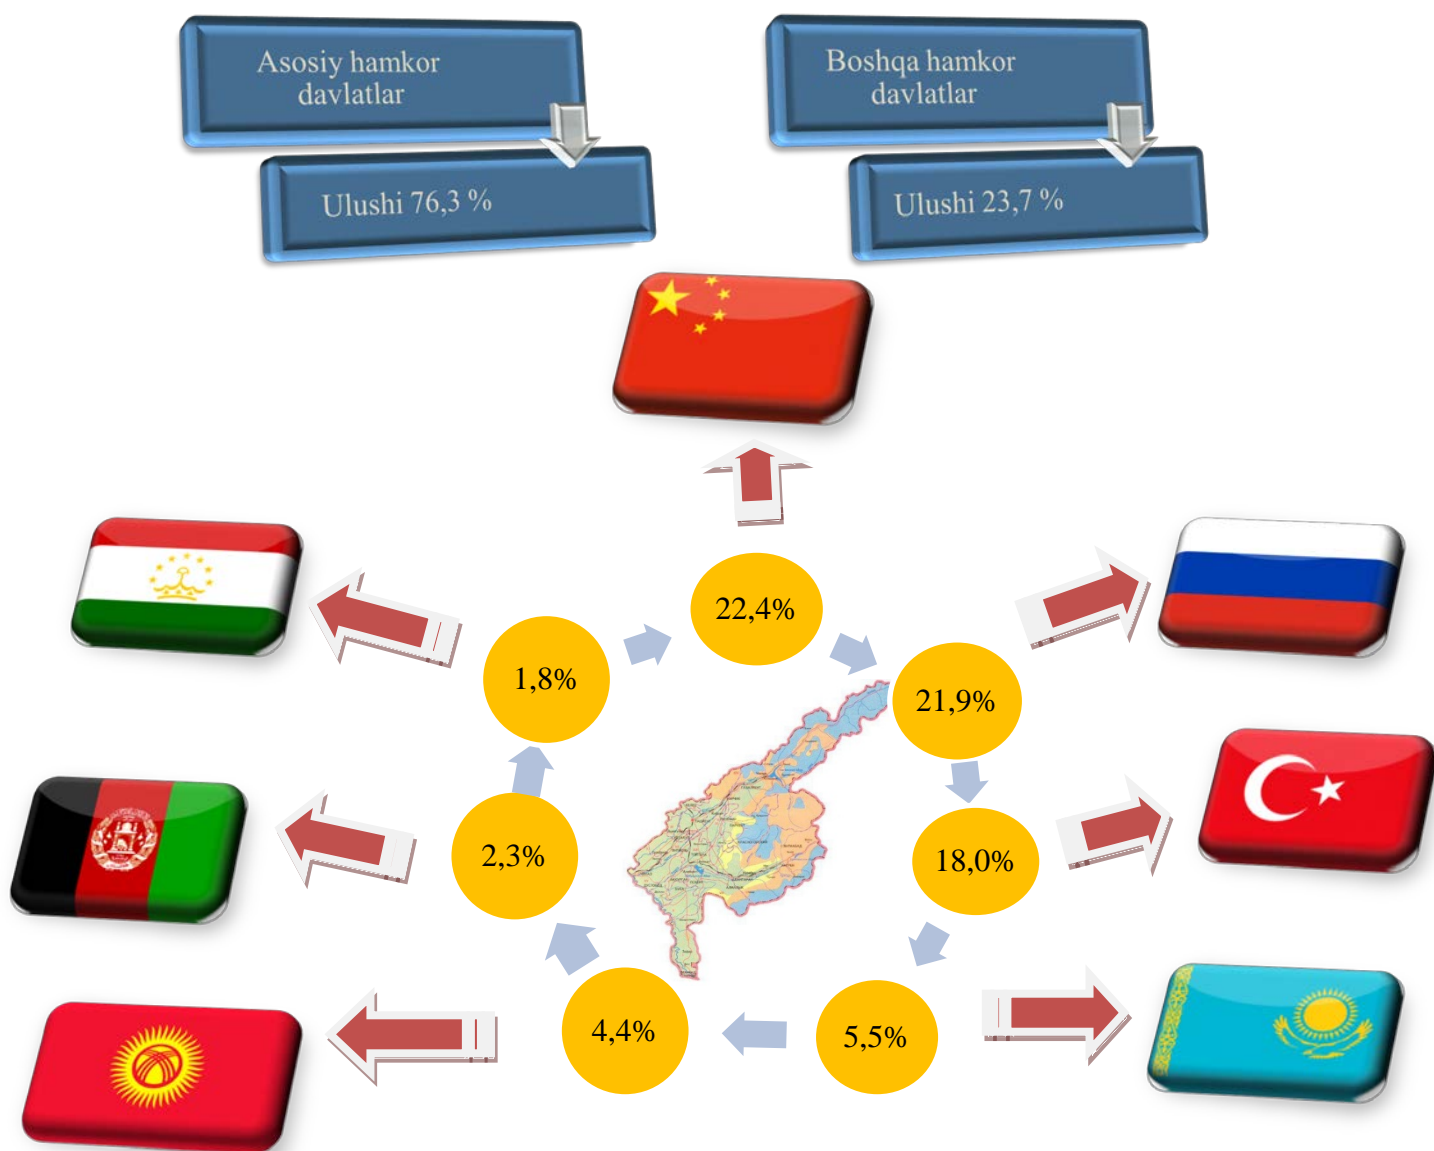 Asosiy hamkor
davlatlar
Ulushi 76,3 %
Boshqa hamkor
davlatlar
Ulushi 23,7 %
22,4%
21,9%
18,0%
5,5%
4,4%
2,3%
1,8%